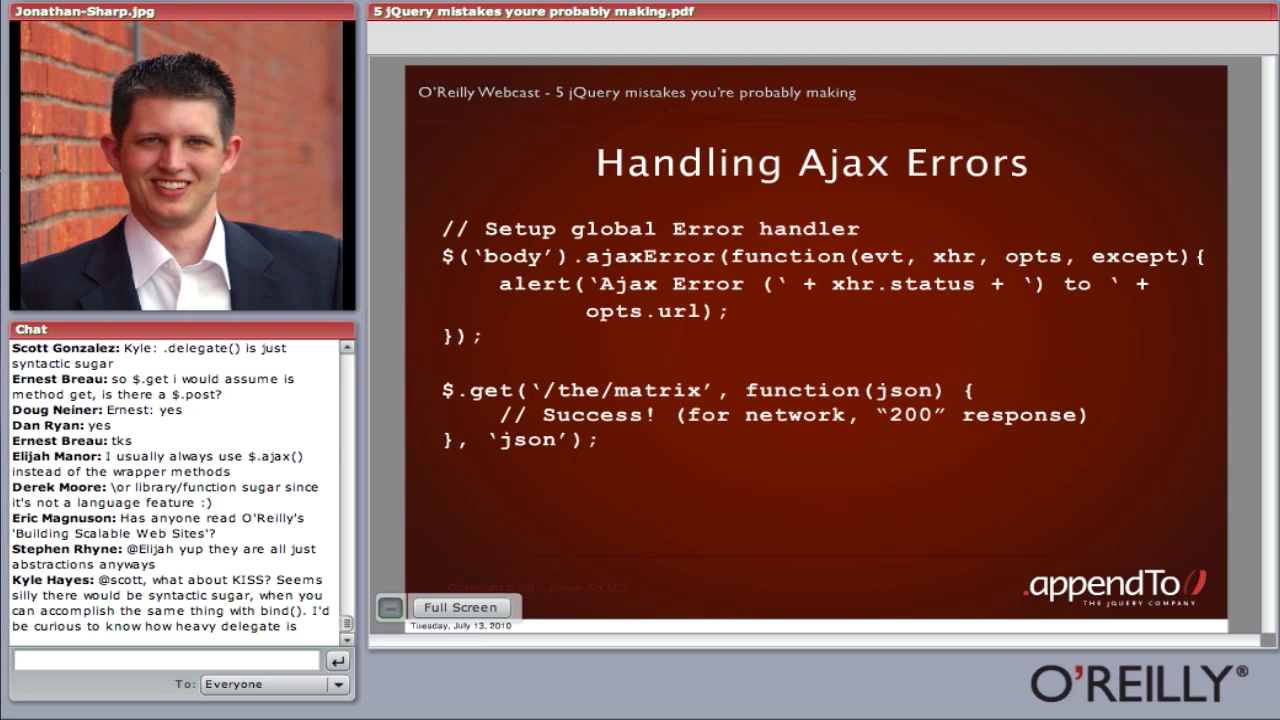 Jonathan-Sharp.jpg
Chat
Scott Gonzalez: Kyle: .delegate() is just
syntactic sugar
Ernest Breau: so $.get i would assume is
method get, is there a $.post?
Doug Neiner: Ernest: yes
Dan Ryan: yes
Ernest Breau: tks
Elijah Manor: I usually always use $.ajax()
instead of the wrapper methods
Derek Moore: \or library/function sugar since
it's not a language feature :)
Eric Magnuson: Has anyone read O'Reilly's
'Building Scalable Web Sites'?
Stephen Rhyne: @Elijah yup they are all just
abstractions anyways
Kyle Hayes: @scott, what about KISS? Seems
silly there would be syntactic sugar, when you
can accomplish the same thing with bind(). I'd
be curious to know how heavy delegate is
To: Everyone
5 jQuery mistakes youre probably making.pdf
O'Reilly Webcast - 5 jQuery mistakes you're probably making
Handling Ajax Errors
// Setup global Error handler
$(‘body’).ajaxError(function(evt, xhr, opts, except){
alert(‘Ajax Error (‘ + xhr.status + ‘) to ‘ +
opts.url);
});
$.get(‘/the/matrix’, function(json) {
// Success! (for network, “200” response)
}, ‘json’);
.appendTo()
THE JQUERY COMPANY
Full Screen
Tuesday, July 13, 2010
O'REILLY®